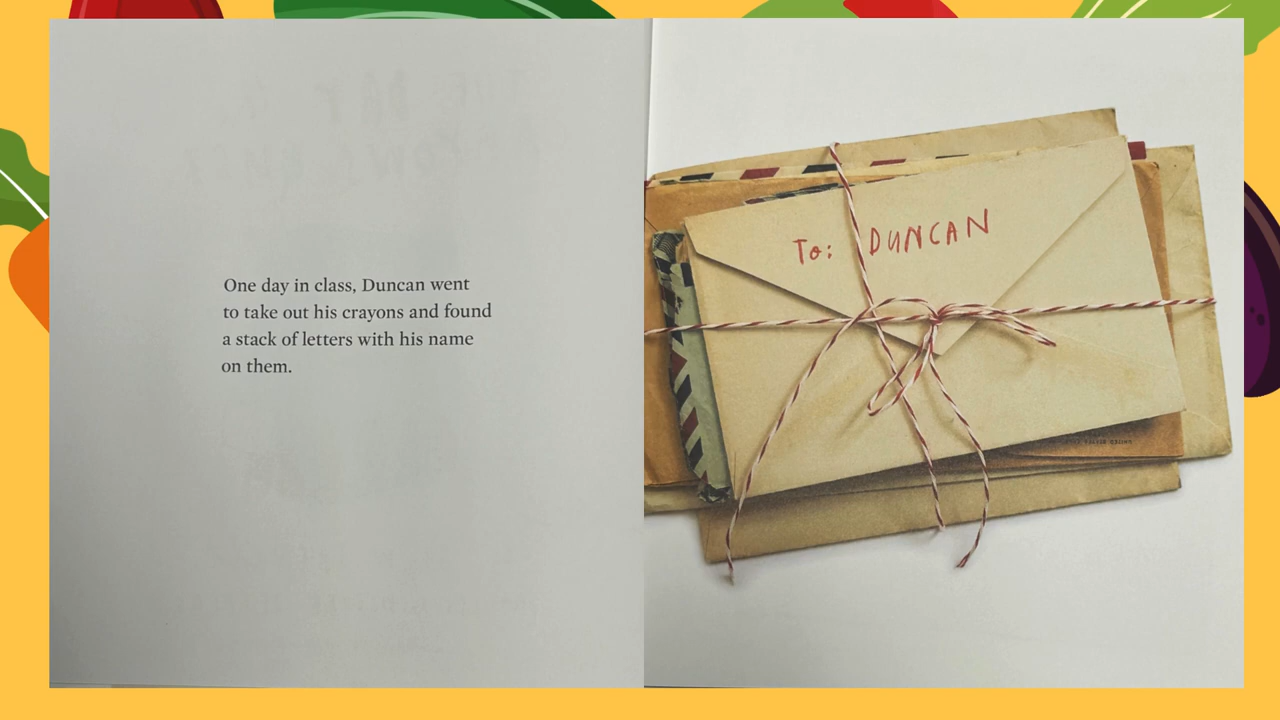 One day in class, Duncan went
to take out his crayons and found
a stack of letters with his name
on them.
To: DUNCAN